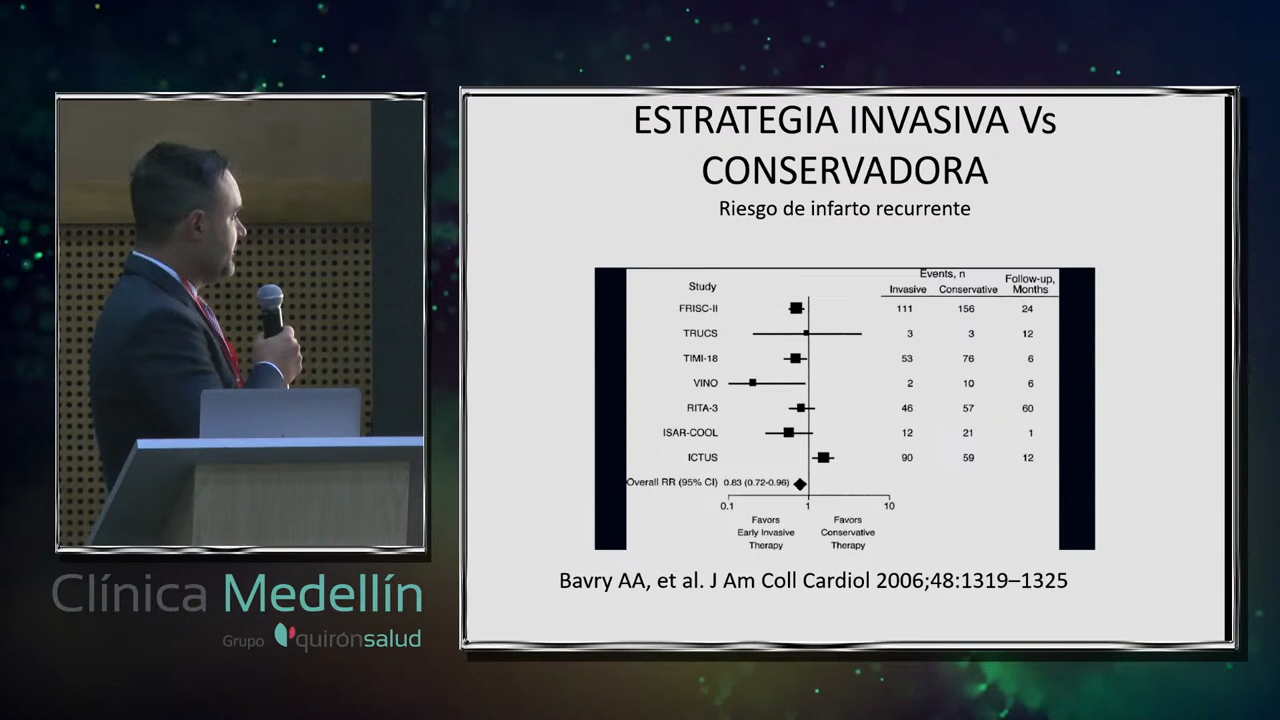 ESTRATEGIA INVASIVA Vs
CONSERVADORA
Riesgo de infarto recurrente
Events, n
Follow-up,
Study Invasive Conservative Months
FRISC-II 111 156 24
TRUCS 3 3 12
TIMI-18 53 76 6
VINO 2 10 6
RITA-3 46 57 60
ISAR-COOL 12 21 1
ICTUS 90 59 12
Overall RR (95% CI) 0.83 (0.72-0.96)
0.1 1 10
Favors Favors
Early Invasive Conservative
Therapy Therapy
Bavry AA, et al. J Am Coll Cardiol 2006;48:1319–1325
Clínica Medellín
Grupo quirónsalud